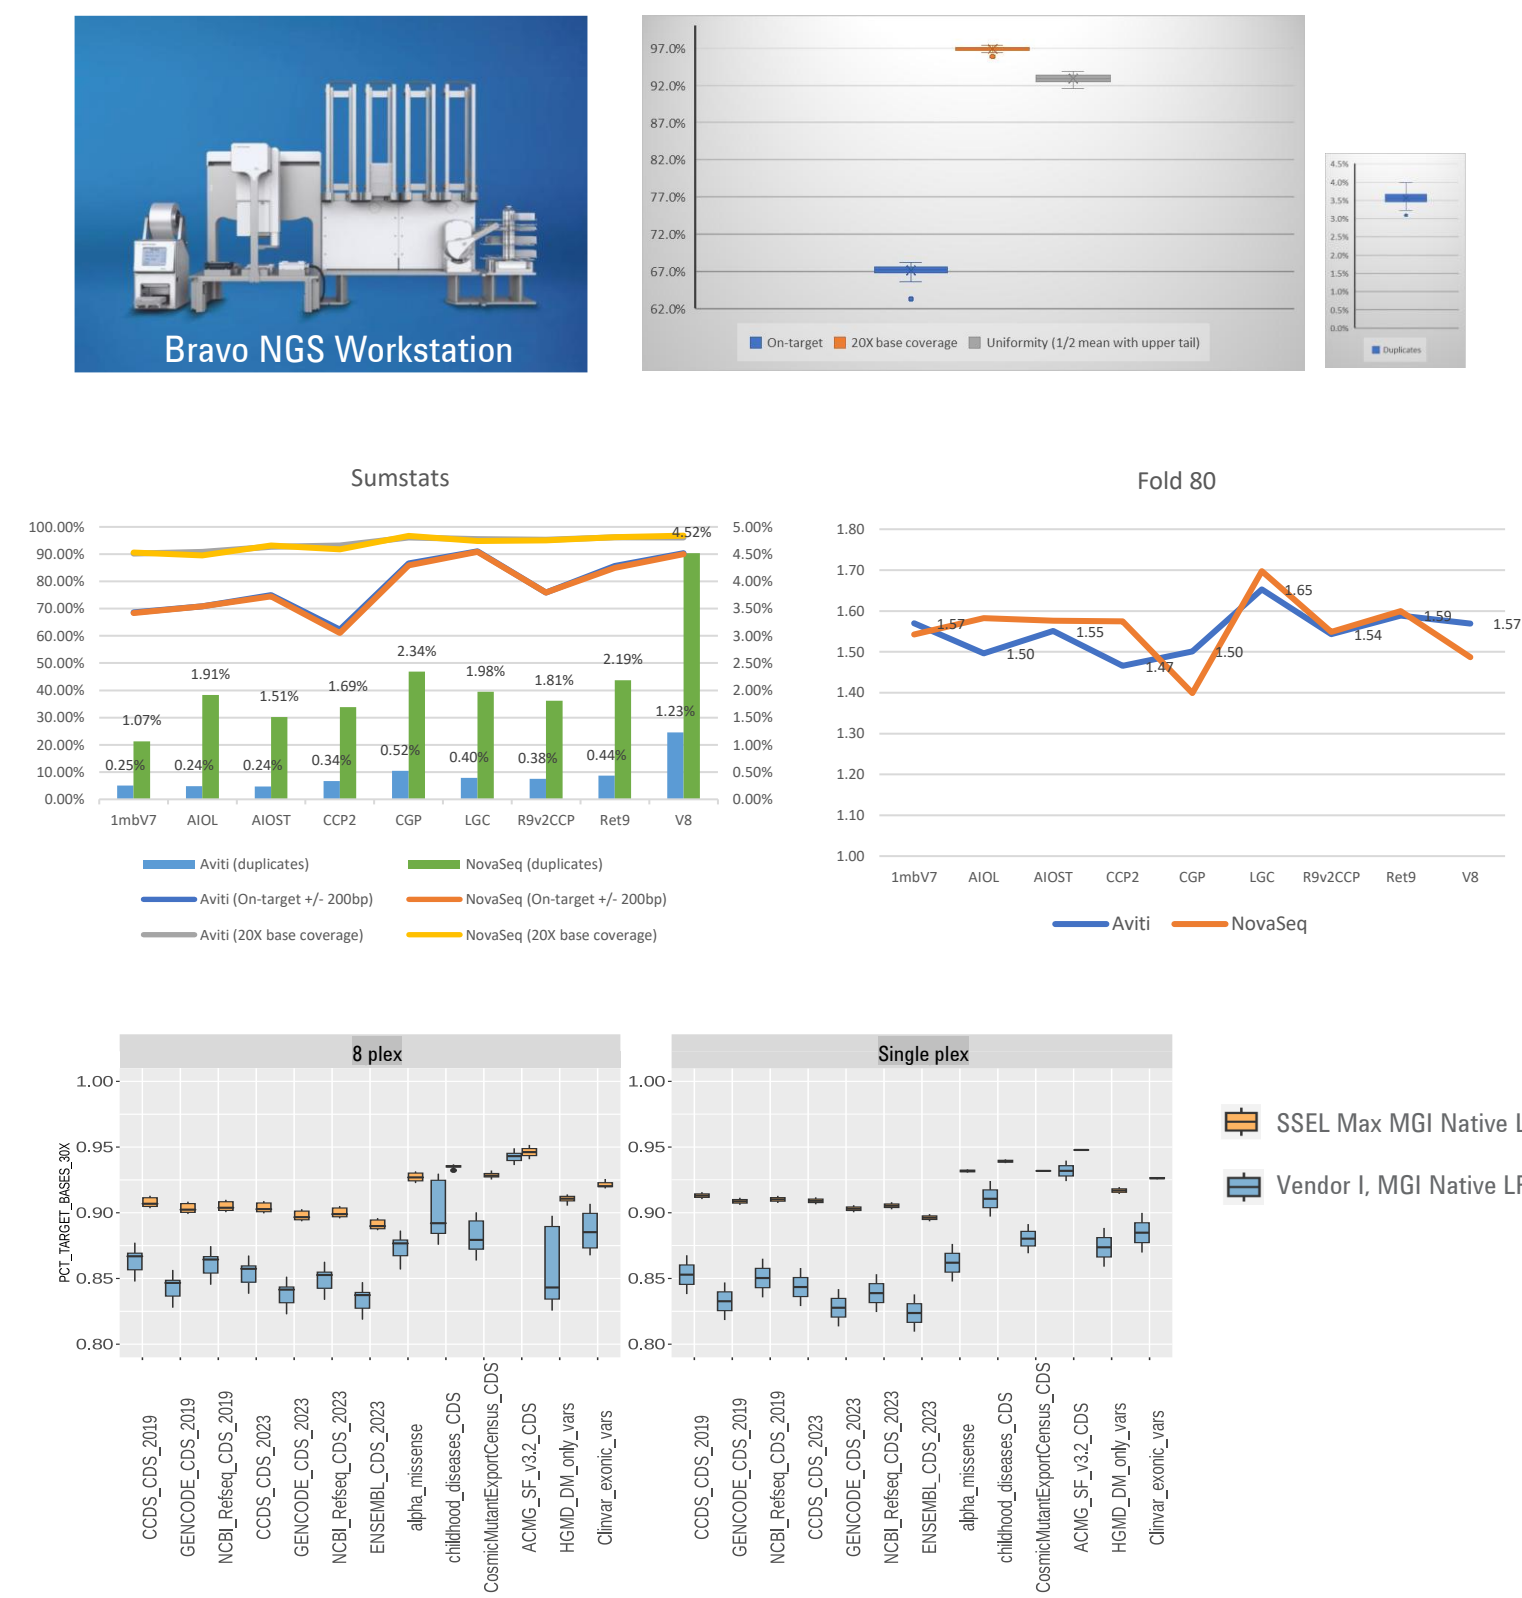 Bravo NGS Workstation
97.0%
92.0%
87.0%
82.0%
77.0%
72.0%
67.0%
62.0%
On-target 20X base coverage Uniformity (1/2 mean with upper tail)
4.5%
4.0%
3.5%
3.0%
2.5%
2.0%
1.5%
1.0%
0.5%
0.0%
Duplicates
Sumstats
100.00%
90.00%
80.00%
70.00%
60.00%
50.00%
40.00%
30.00%
20.00%
10.00%
0.00%
5.00%
4.50%
4.00%
3.50%
3.00%
2.50%
2.00%
1.50%
1.00%
0.50%
0.00%
4.52%
1.07%
1.91%
1.51%
1.69%
2.34%
1.98%
1.81%
2.19%
0.25%
0.24%
0.24%
0.34%
0.52%
0.40%
0.38%
0.44%
1.23%
1mbV7 AIOL AIOST CCP2 CGP LGC R9v2CCP Ret9 V8
Aviti (duplicates) NovaSeq (duplicates)
Aviti (On-target +/- 200bp) NovaSeq (On-target +/- 200bp)
Aviti (20X base coverage) NovaSeq (20X base coverage)
Fold 80
1.80
1.70
1.60
1.50
1.40
1.30
1.20
1.10
1.00
1.57
1.50
1.55
1.47
1.50
1.65
1.54
1.59
1.57
1mbV7 AIOL AIOST CCP2 CGP LGC R9v2CCP Ret9 V8
Aviti NovaSeq
PCT_TARGET_BASES_30X
8 plex
1.00
0.95
0.90
0.85
0.80
CCDS_CDS_2019
GENCODE_CDS_2019
NCBI_Refseq_CDS_2019
CCDS_CDS_2023
GENCODE_CDS_2023
NCBI_Refseq_CDS_2023
ENSEMBL_CDS_2023
alpha_missense
childhood_diseases_CDS
CosmicMutantExportCensus_CDS
ACMG_SF_v3.2_CDS
HGMD_DM_only_vars
Clinvar_exonic_vars
Single plex
1.00
0.95
0.90
0.85
0.80
CCDS_CDS_2019
GENCODE_CDS_2019
NCBI_Refseq_CDS_2019
CCDS_CDS_2023
GENCODE_CDS_2023
NCBI_Refseq_CDS_2023
ENSEMBL_CDS_2023
alpha_missense
childhood_diseases_CDS
CosmicMutantExportCensus_CDS
ACMG_SF_v3.2_CDS
HGMD_DM_only_vars
Clinvar_exonic_vars
SSEL Max MGI Native L
Vendor I, MGI Native